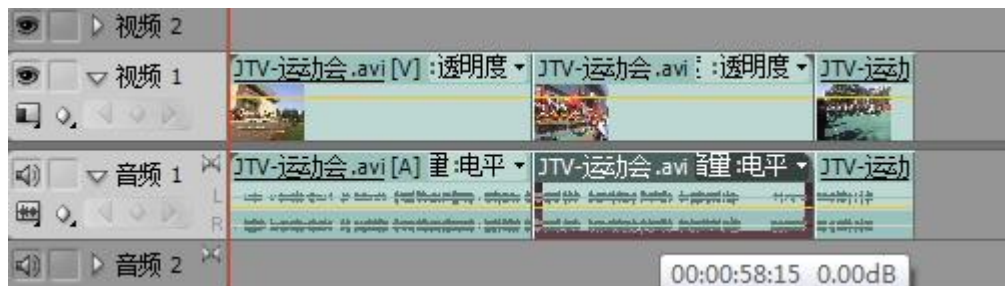 视频 2
视频 1
JTV-运动会.avi [V] :透明度
JTV-运动会.avi :透明度
JTV-运动
音频 1
L
R
JTV-运动会.avi [A] 量:电平
JTV-运动会.avi 音量:电平
JTV-运动
音频 2
00:00:58:15 0.00dB